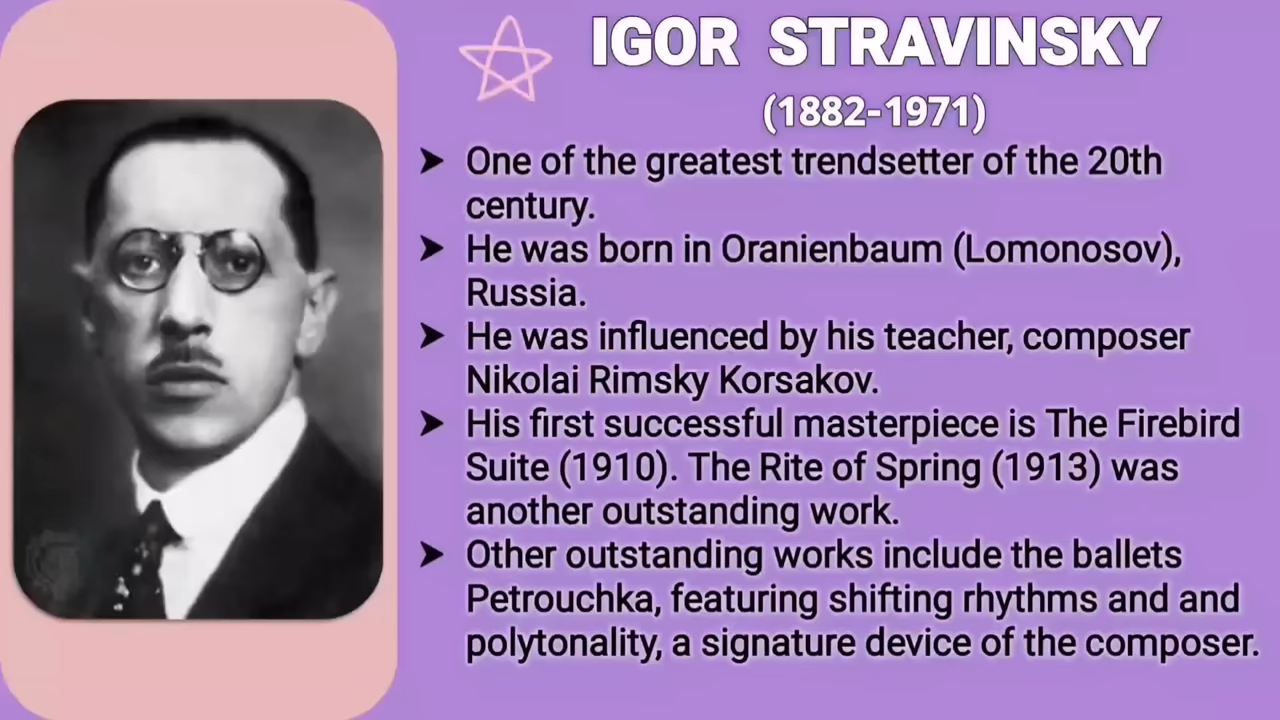 IGOR STRAVINSKY
(1882-1971)
➤ One of the greatest trendsetter of the 20th
century.
➤ He was born in Oranienbaum (Lomonosov),
Russia.
➤ He was influenced by his teacher, composer
Nikolai Rimsky Korsakov.
➤ His first successful masterpiece is The Firebird
Suite (1910). The Rite of Spring (1913) was
another outstanding work.
➤ Other outstanding works include the ballets
Petrouchka, featuring shifting rhythms and and
polytonality, a signature device of the composer.